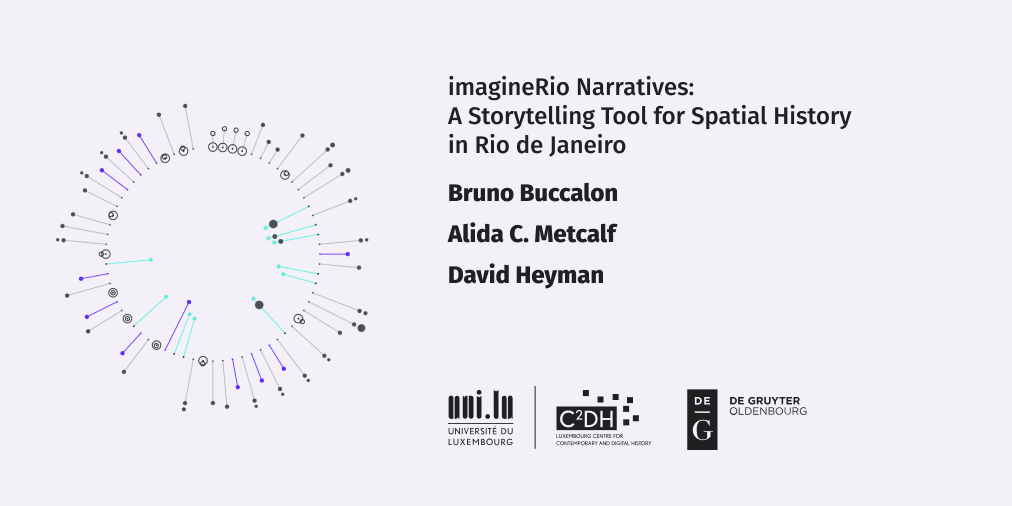 imagineRio Narratives:
A Storytelling Tool for Spatial History
in Rio de Janeiro
Bruno Buccalon
Alida C. Metcalf
David Heyman
uni.lu
UNIVERSITÉ DU
LUXEMBOURG
C²DH
LUXEMBOURG CENTRE FOR
CONTEMPORARY AND DIGITAL HISTORY
DE
G
DE GRUYTER
OLDENBOURG